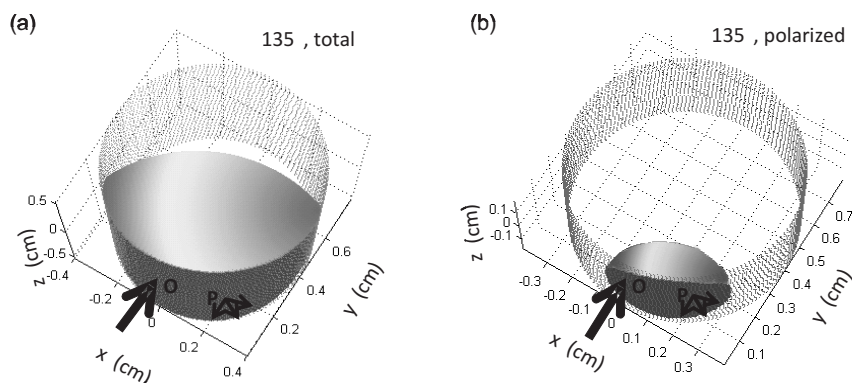 (a)
135 , total
z (cm)
0.5
0
-0.5
-0.4
-0.2
0
0.2
0.4
x (cm)
0.2
0.4
0.6
y (cm)
O
P
(b)
135 , polarized
z (cm)
0.1
0
-0.1
-0.3
-0.2
-0.1
0
0.1
0.2
0.3
x (cm)
0.1
0.2
0.3
0.4
0.5
0.6
0.7
y (cm)
O
P